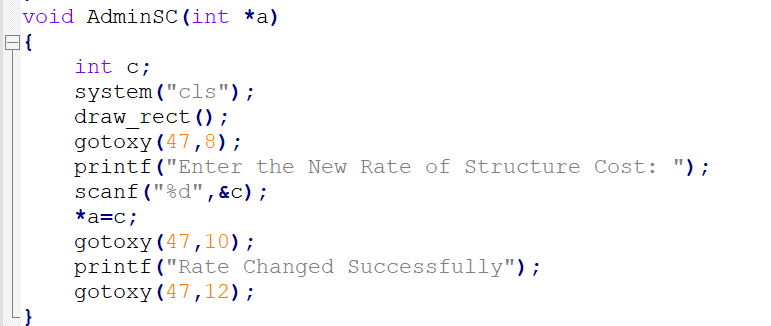 void AdminSC(int *a)
{
    int c;
    system("cls");
    draw_rect();
    gotoxy(47,8);
    printf("Enter the New Rate of Structure Cost: ");
    scanf("%d",&c);
    *a=c;
    gotoxy(47,10);
    printf("Rate Changed Successfully");
    gotoxy(47,12);
}